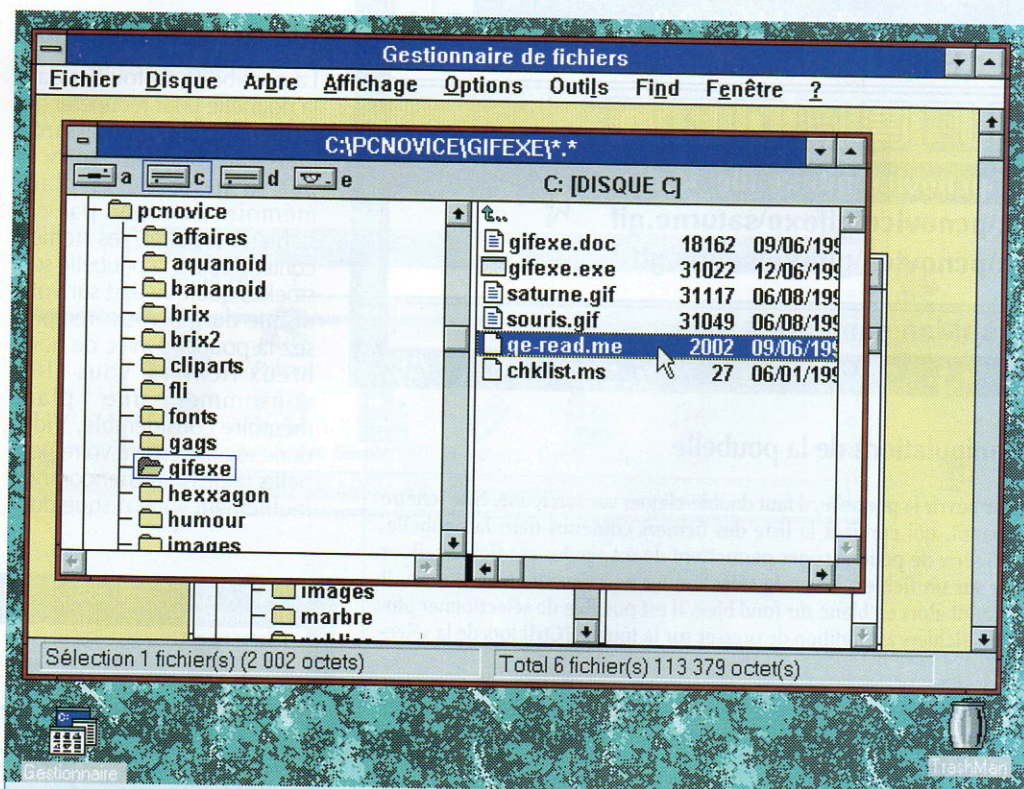 Gestionnaire de fichiers
Fichier Disque Arbre Affichage Options Outils Find Fenêtre ?
C:\PCNOVICE\GIFEXE\*.*
a c d e C: [DISQUE C]
pcnovice
affaires
aquanoid
bananoid
brix
brix2
cliparts
fli
fonts
gags
gifexe
hexxagon
humour
images
gifexe.doc 18162 09/06/199
gifexe.exe 31022 12/06/199
saturne.gif 31117 06/08/199
souris.gif 31049 06/08/199
ge-read.me 2002 09/06/199
chklist.ms 27 06/01/199
images
marbre
Sélection 1 fichier(s) (2 002 octets) Total 6 fichier(s) 113 379 octet(s)
C:
Gestionnaire
TrashMan